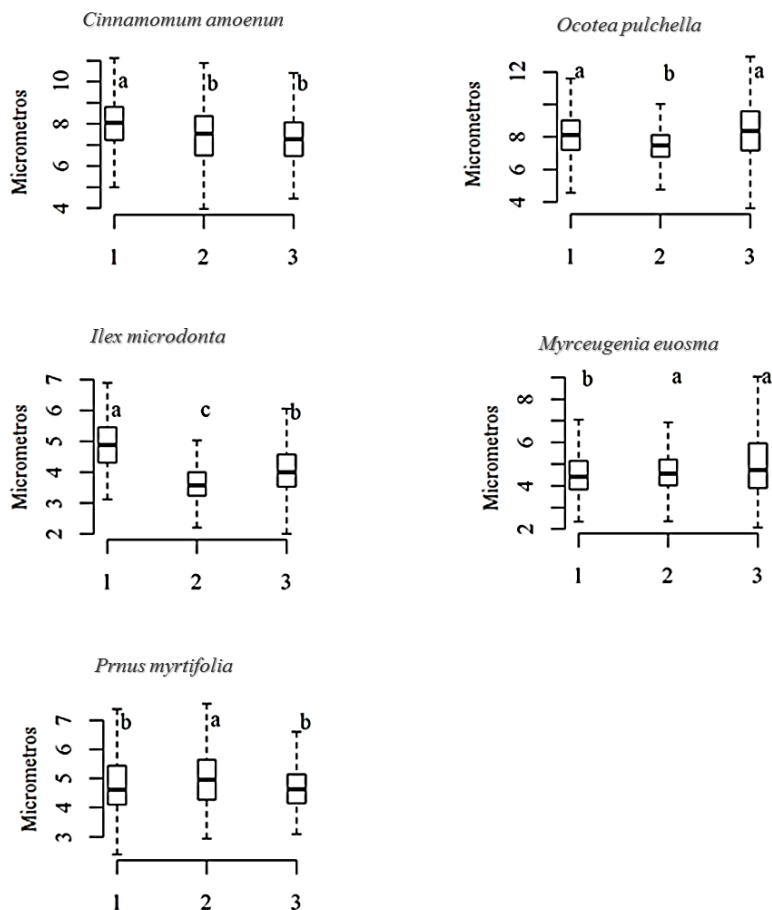 Cinnamomum amoenun
Micrometros
4 6 8 10
a b b
1 2 3
Ocotea pulchella
Micrometros
4 6 8 12
a b a
1 2 3
Ilex microdonta
Micrometros
2 3 4 5 6 7
a c b
1 2 3
Myrceugenia euosma
Micrometros
2 4 6 8
b a a
1 2 3
Prnus myrtifolia
Micrometros
3 4 5 6 7
b a b
1 2 3